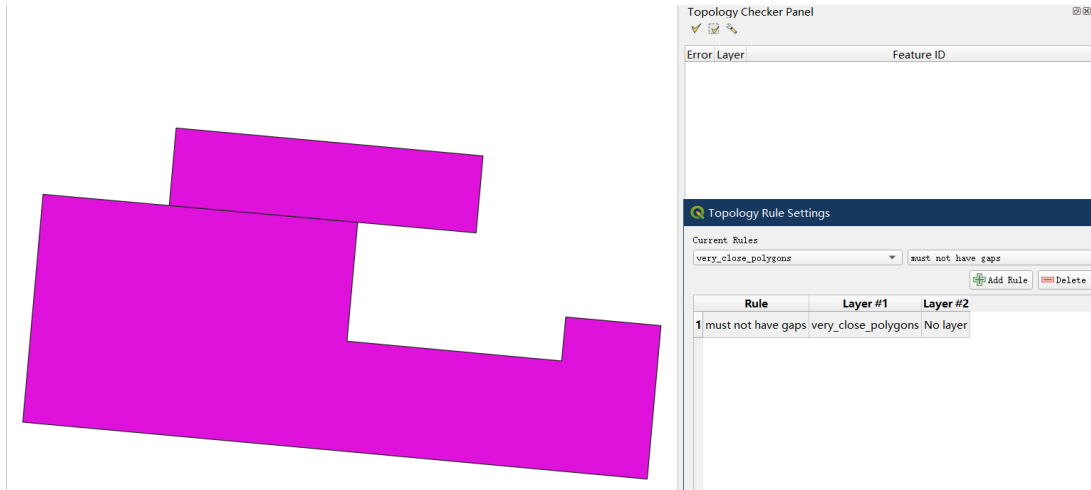 Topology Checker Panel
Error Layer Feature ID
Topology Rule Settings
Current Rules
very_close_polygons must not have gaps
Add Rule Delete
Rule Layer #1 Layer #2
1 must not have gaps very_close_polygons No layer